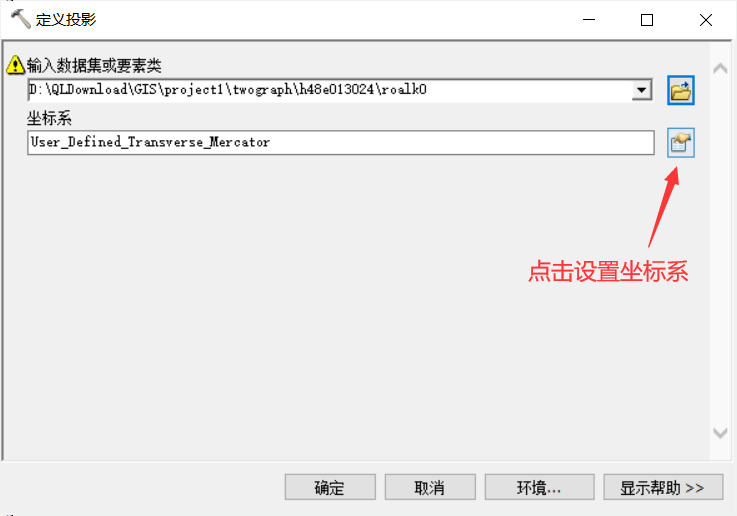 定义投影
输入数据集或要素类
D:\QLDownload\GIS\project1\twograph\h48e013024\roalk0
坐标系
User_Defined_Transverse_Mercator
点击设置坐标系
确定
取消
环境...
显示帮助 >>